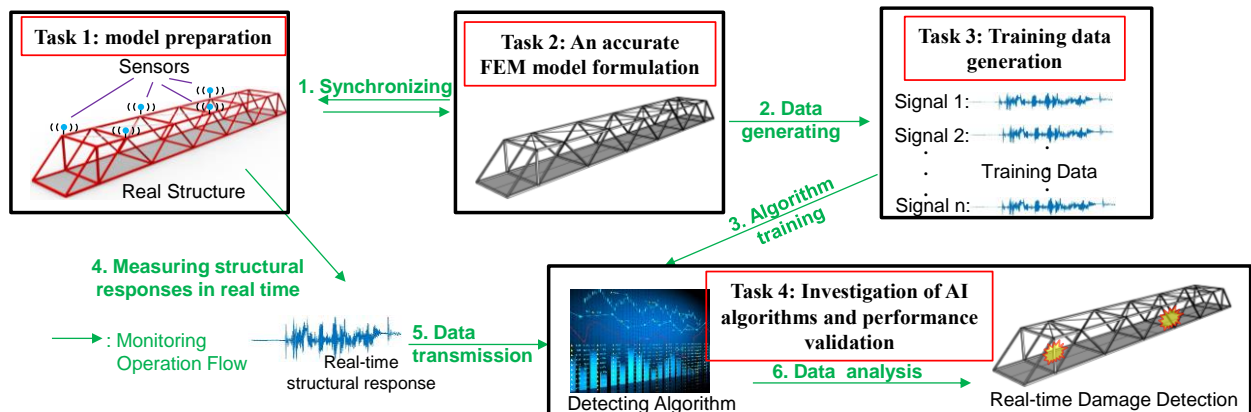 Task 1: model preparation
Sensors
Real Structure
1. Synchronizing
Task 2: An accurate
FEM model formulation
2. Data
generating
Task 3: Training data
generation
Signal 1:
Signal 2:
Training Data
Signal n:
3. Algorithm
training
4. Measuring structural
responses in real time
: Monitoring
Operation Flow
Real-time
structural response
5. Data
transmission
Task 4: Investigation of AI
algorithms and performance
validation
Detecting Algorithm
6. Data analysis
Real-time Damage Detection